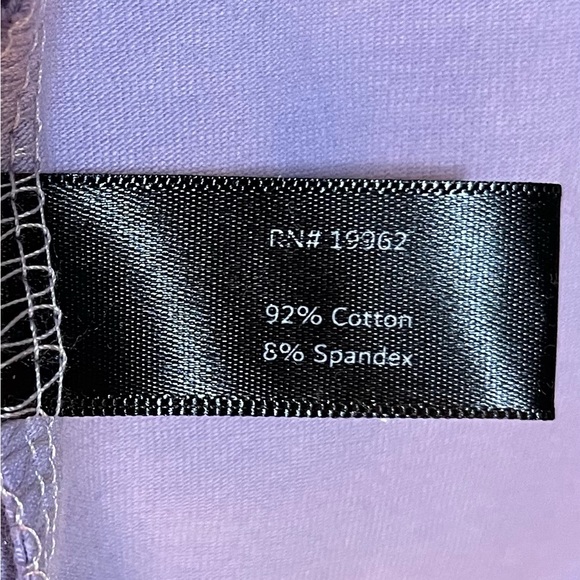 RN# 19962
92% Cotton
8% Spandex